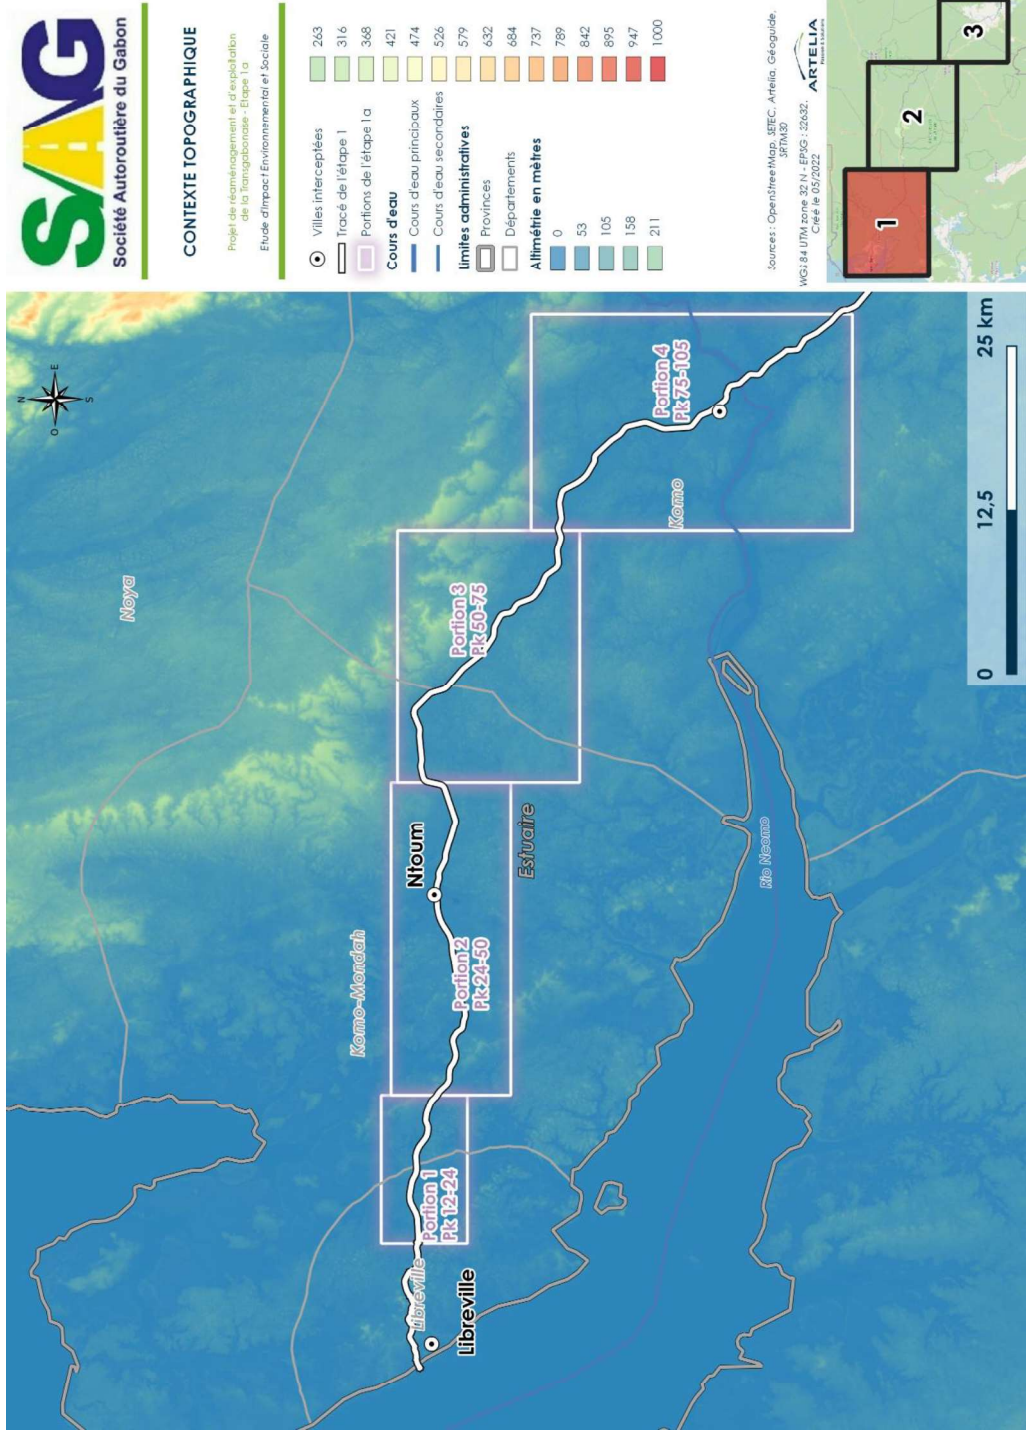 SAG
Société Autoroutière du Gabon
CONTEXTE TOPOGRAPHIQUE
Projet de réaménagement et d'exploitation
de la Transgabonaise - Etape 1a
Etude d'Impact Environnemental et Sociale
Villes interceptées
Tracé de l'étape 1
Portions de l'étape 1a
Cours d'eau
Cours d'eau principaux
Cours d'eau secondaires
Limites administratives
Provinces
Départements
Altimétrie en mètres
0
53
105
158
211
263
316
368
421
474
526
579
632
684
737
789
842
895
947
1000
Sources : OpenStreetMap, SETEC, Artelia, Géoguide,
SRTM30
WGS 84 UTM zone 32 N - EPSG : 32632.
Créé le 05/2022
ARTELIA
1
2
3
N
O
E
S
Noya
Komo-Mondah
Portion 1
Pk 12-24
Portion 2
Pk 24-50
Portion 3
Pk 50-75
Portion 4
Pk 75-105
Ntoum
Estuaire
Komo
Libreville
Libreville
Rio Ncomo
0
12,5
25 km